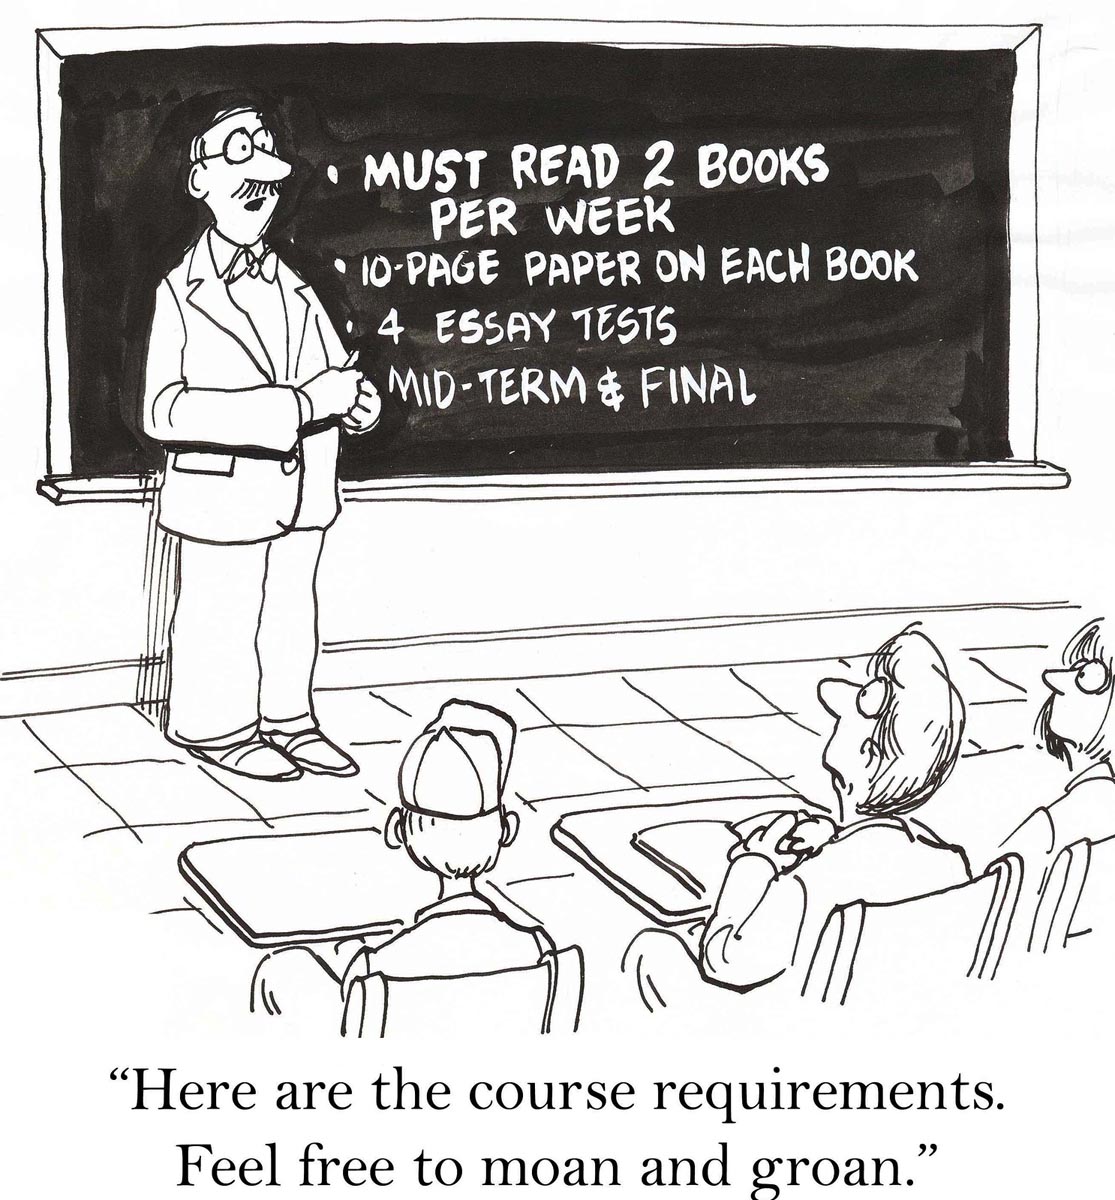 • MUST READ 2 BOOKS
PER WEEK
• 10-PAGE PAPER ON EACH BOOK
• 4 ESSAY TESTS
MID-TERM & FINAL
“Here are the course requirements.
Feel free to moan and groan.”